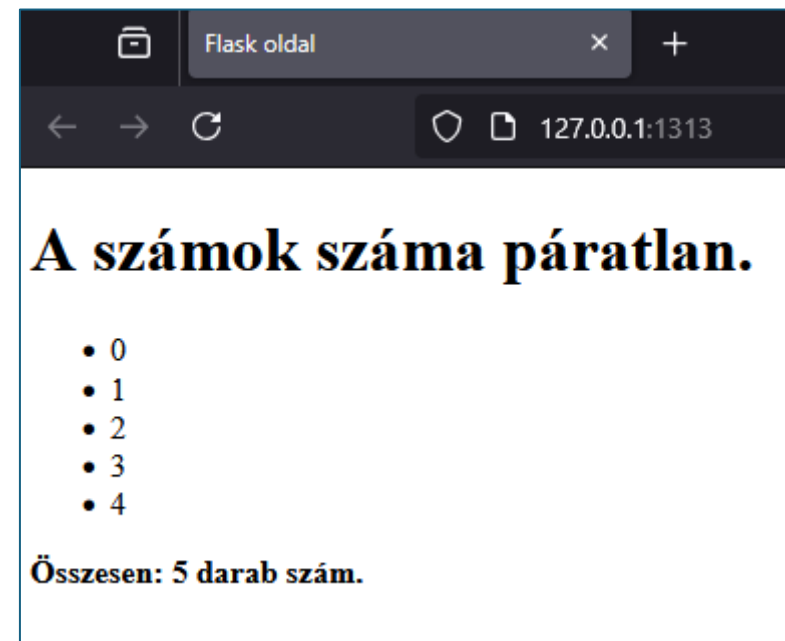 Flask oldal
127.0.0.1:1313
A számok száma páratlan.
0
1
2
3
4
Összesen: 5 darab szám.